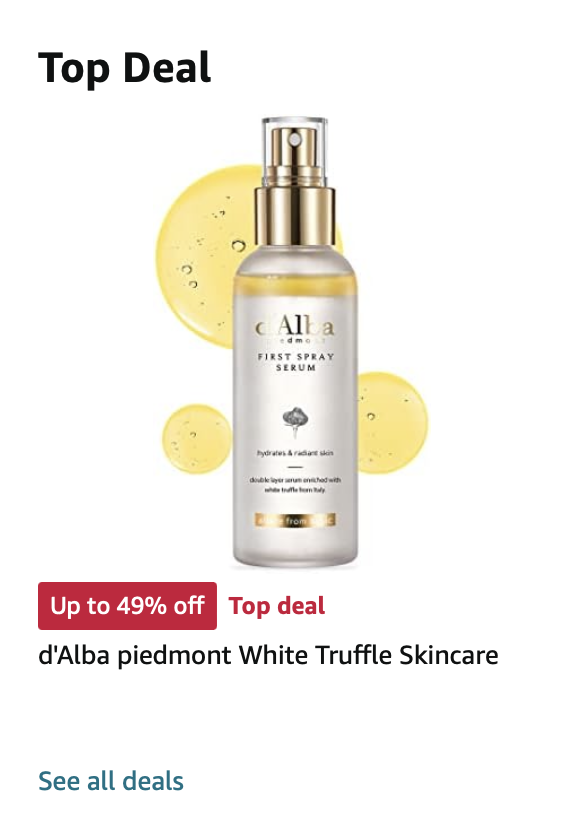 Top Deal
d'Alba
piedmont
FIRST SPRAY
SERUM
hydrates & radiant skin
double layer serum enriched with
white truffle from Italy.
from
Up to 49% off Top deal
d'Alba piedmont White Truffle Skincare
See all deals